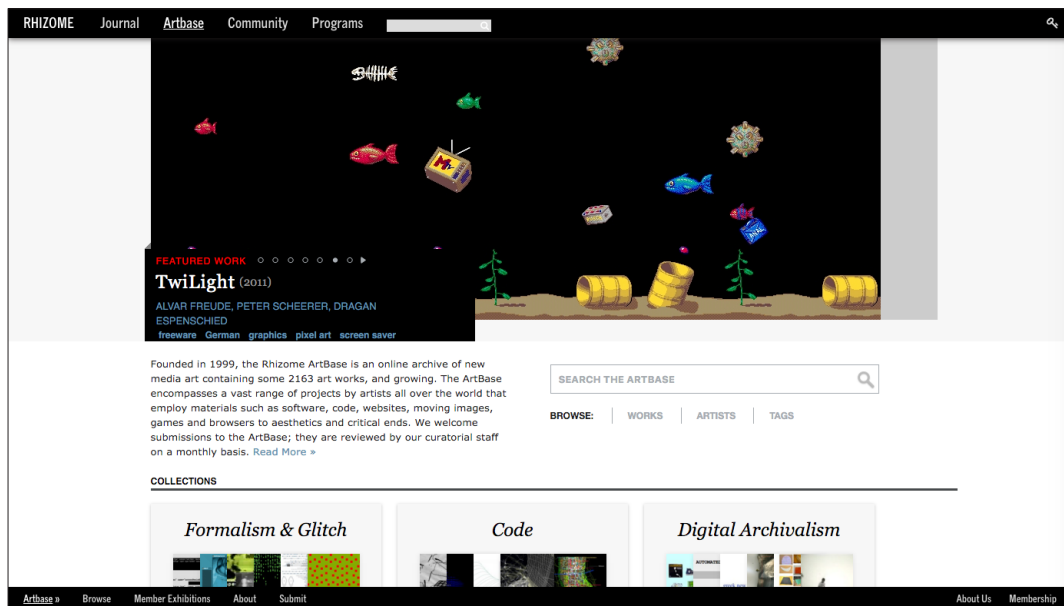 RHIZOME Journal Artbase Community Programs
FEATURED WORK
TwiLight (2011)
ALVAR FREUDE, PETER SCHEERER, DRAGAN
ESPENSCHIED
freeware German graphics pixel art screen saver
Founded in 1999, the Rhizome ArtBase is an online archive of new
media art containing some 2163 art works, and growing. The ArtBase
encompasses a vast range of projects by artists all over the world that
employ materials such as software, code, websites, moving images,
games and browsers to aesthetics and critical ends. We welcome
submissions to the ArtBase; they are reviewed by our curatorial staff
on a monthly basis. Read More »
SEARCH THE ARTBASE
BROWSE: WORKS ARTISTS TAGS
COLLECTIONS
Formalism & Glitch
Code
Digital Archivalism
Artbase » Browse Member Exhibitions About Submit About Us Membership